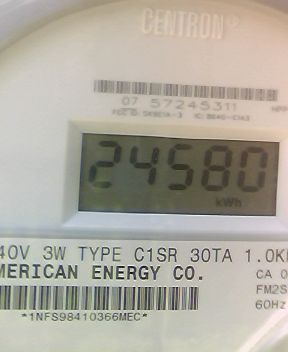 CENTRON®
07 57245311
24580
kWh
40V 3W TYPE C1SR 30TA 1.0K
MERICAN ENERGY CO.
CA 0
FM2S
60Hz
*1NFS98410366MEC*